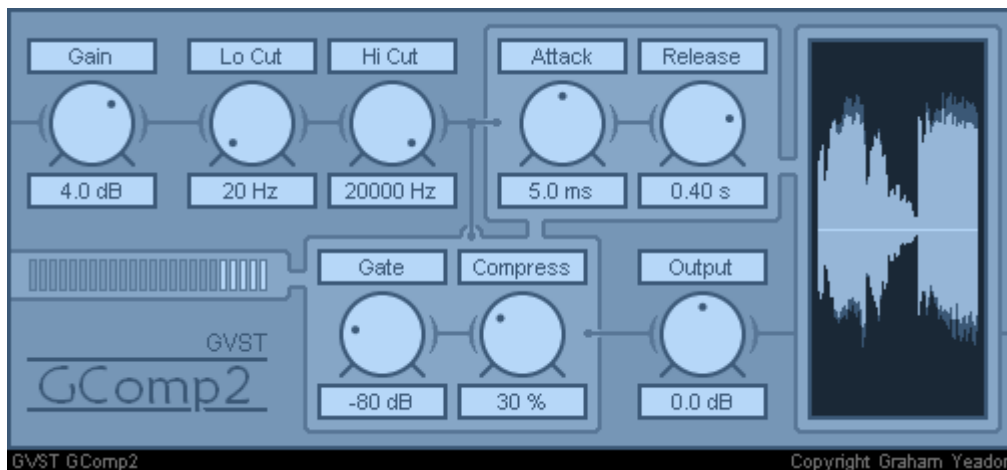 Gain Lo Cut Hi Cut Attack Release
4.0 dB 20 Hz 20000 Hz 5.0 ms 0.40 s
Gate Compress Output
GVST
GComp2
-80 dB 30 % 0.0 dB
GVST GComp2 Copyright Graham Yeadon